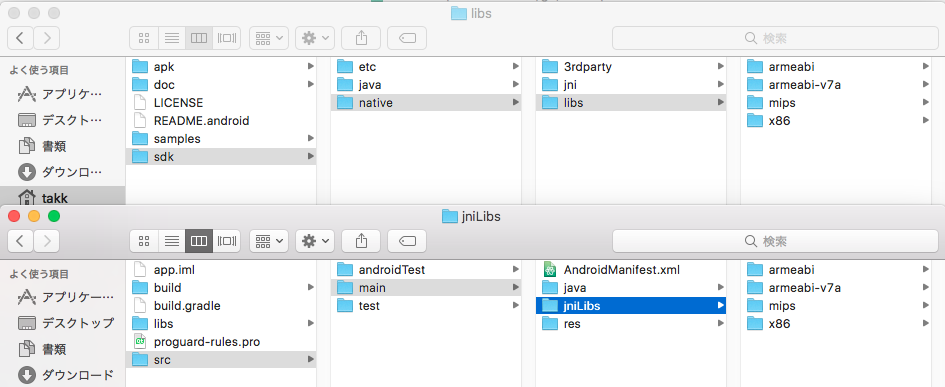 libs
検索
よく使う項目
アプリケ…
デスクト…
書類
ダウンロ…
takk
apk
doc
LICENSE
README.android
samples
sdk
etc
java
native
3rdparty
jni
libs
armeabi
armeabi-v7a
mips
x86
jniLibs
検索
よく使う項目
アプリケー…
デスクトップ
書類
ダウンロード
app.iml
build
build.gradle
libs
proguard-rules.pro
src
androidTest
main
test
AndroidManifest.xml
java
jniLibs
res
armeabi
armeabi-v7a
mips
x86